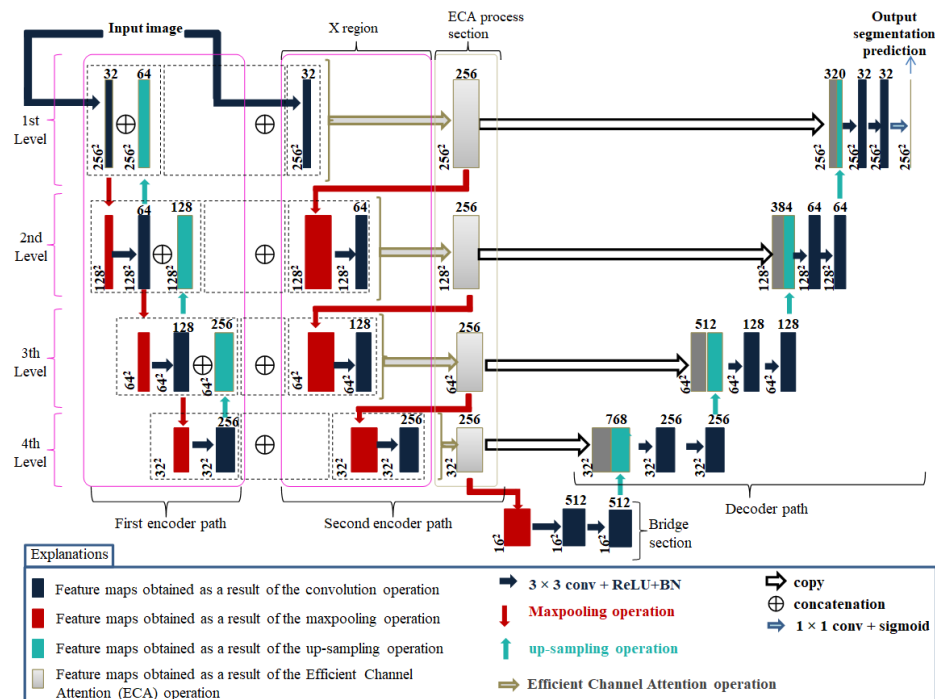 Input image
X region
ECA process
section
Output
segmentation
prediction
1st
Level
32
64
32
256
320
32
32
256²
256²
256²
256²
256²
256²
256²
256²
2nd
Level
64
128
64
256
384
64
64
128²
128²
128²
128²
128²
128²
128²
128²
128²
3th
Level
128
256
128
256
512
128
128
64²
64²
64²
64²
64²
64²
64²
64²
64²
4th
Level
256
256
256
768
256
256
32²
32²
32²
32²
32²
32²
32²
32²
First encoder path
Second encoder path
Decoder path
512
512
16²
16²
16²
Bridge
section
Explanations
Feature maps obtained as a result of the convolution operation
Feature maps obtained as a result of the maxpooling operation
Feature maps obtained as a result of the up-sampling operation
Feature maps obtained as a result of the Efficient Channel
Attention (ECA) operation
3 × 3 conv + ReLU+BN
Maxpooling operation
up-sampling operation
Efficient Channel Attention operation
copy
concatenation
1 × 1 conv + sigmoid